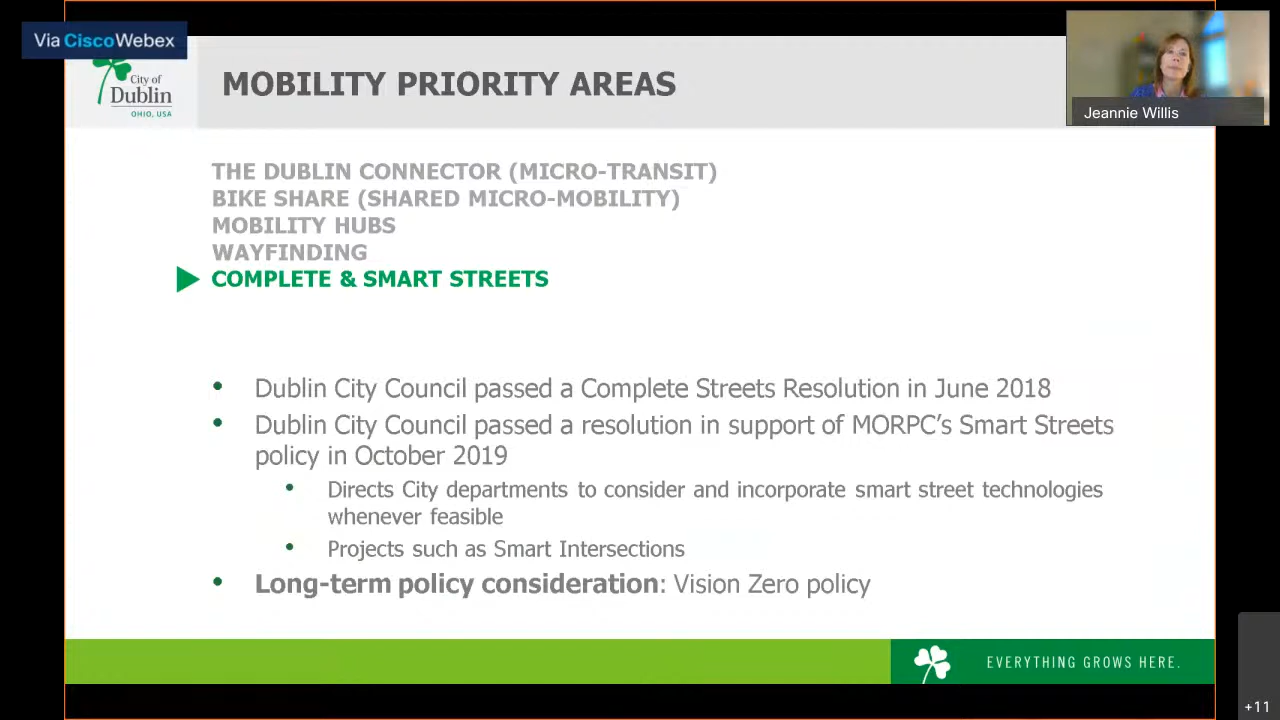 Via CiscoWebex
City of
Dublin
OHIO, USA
MOBILITY PRIORITY AREAS
Jeannie Willis
THE DUBLIN CONNECTOR (MICRO-TRANSIT)
BIKE SHARE (SHARED MICRO-MOBILITY)
MOBILITY HUBS
WAYFINDING
COMPLETE & SMART STREETS
• Dublin City Council passed a Complete Streets Resolution in June 2018
• Dublin City Council passed a resolution in support of MORPC’s Smart Streets
policy in October 2019
• Directs City departments to consider and incorporate smart street technologies
whenever feasible
• Projects such as Smart Intersections
• Long-term policy consideration: Vision Zero policy
EVERYTHING GROWS HERE.
+11